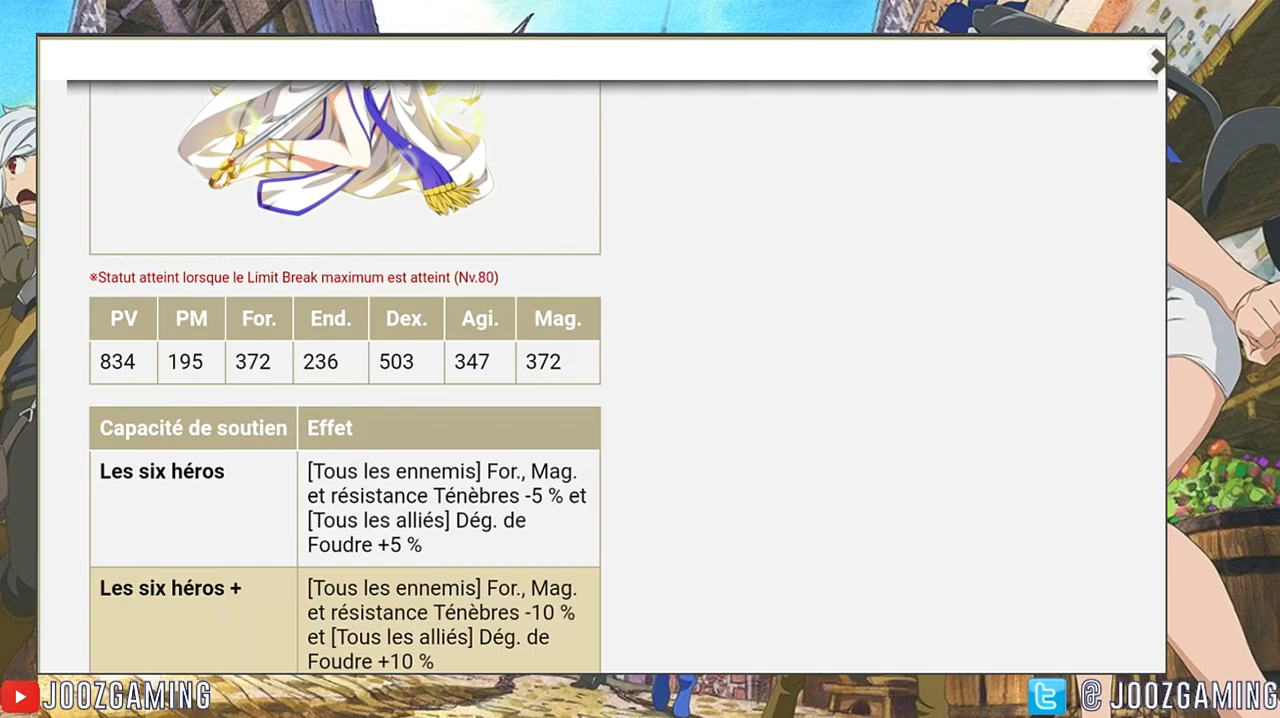 ※Statut atteint lorsque le Limit Break maximum est atteint (Nv.80)
PV PM For. End. Dex. Agi. Mag.
834 195 372 236 503 347 372
Capacité de soutien Effet
Les six héros [Tous les ennemis] For., Mag.
et résistance Ténèbres -5 % et
[Tous les alliés] Dég. de
Foudre +5 %
Les six héros + [Tous les ennemis] For., Mag.
et résistance Ténèbres -10 %
et [Tous les alliés] Dég. de
Foudre +10 %
JOOZGAMING @JOOZGAMING